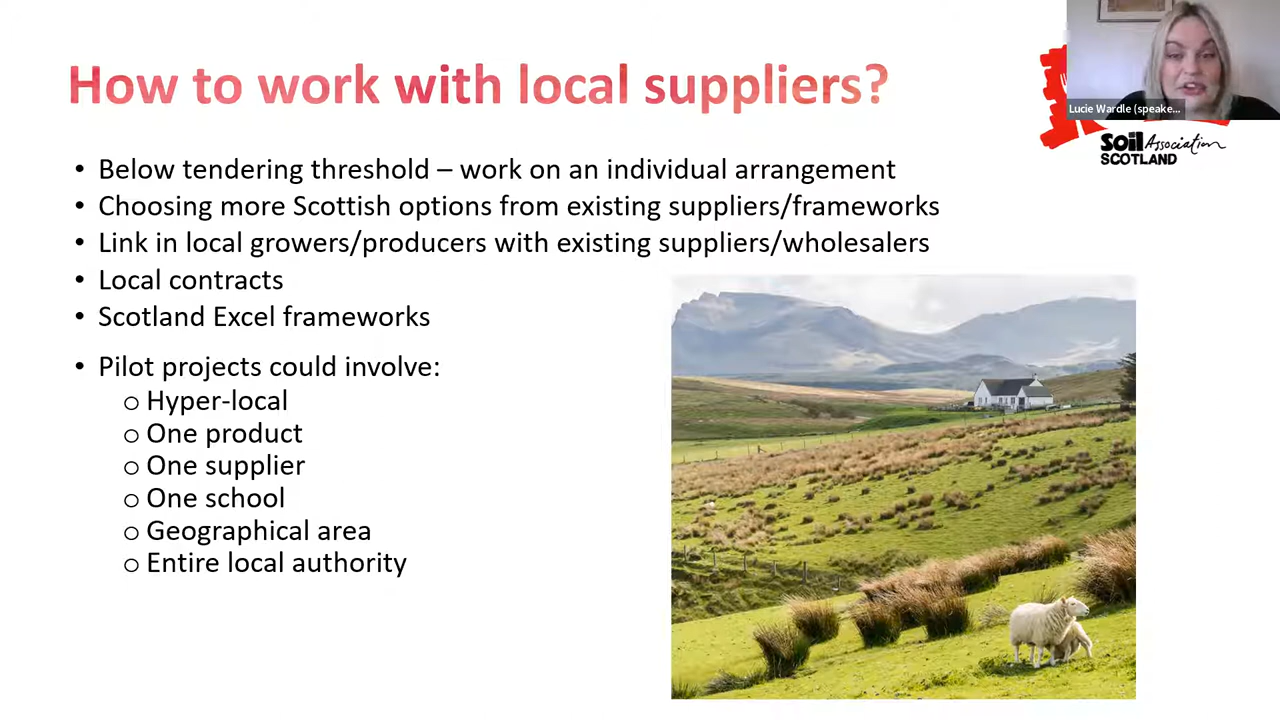 How to work with local suppliers?
Lucie Wardle (speake...
soil Association
SCOTLAND
• Below tendering threshold – work on an individual arrangement
• Choosing more Scottish options from existing suppliers/frameworks
• Link in local growers/producers with existing suppliers/wholesalers
• Local contracts
• Scotland Excel frameworks
• Pilot projects could involve:
o Hyper-local
o One product
o One supplier
o One school
o Geographical area
o Entire local authority